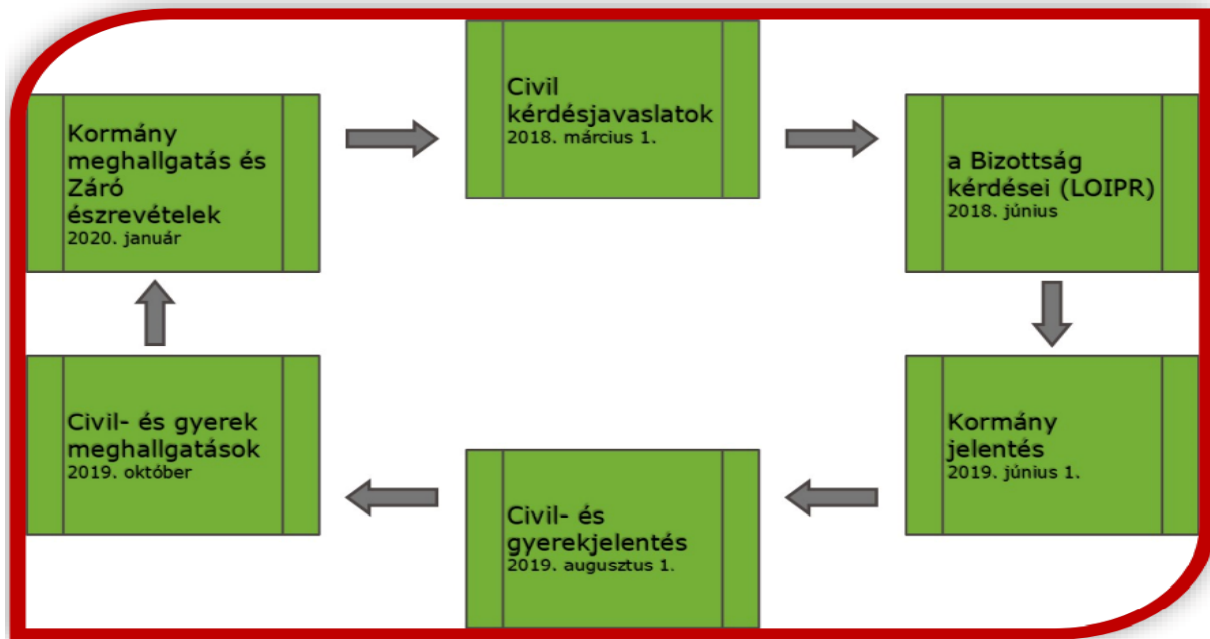 Civil
kérdésjavaslatok
2018. március 1.
a Bizottság
kérdései (LOIPR)
2018. június
Kormány
jelentés
2019. június 1.
Civil- és
gyerekjelentés
2019. augusztus 1.
Civil- és gyerek
meghallgatások
2019. október
Kormány
meghallgatás és
Záró
észrevételek
2020. január